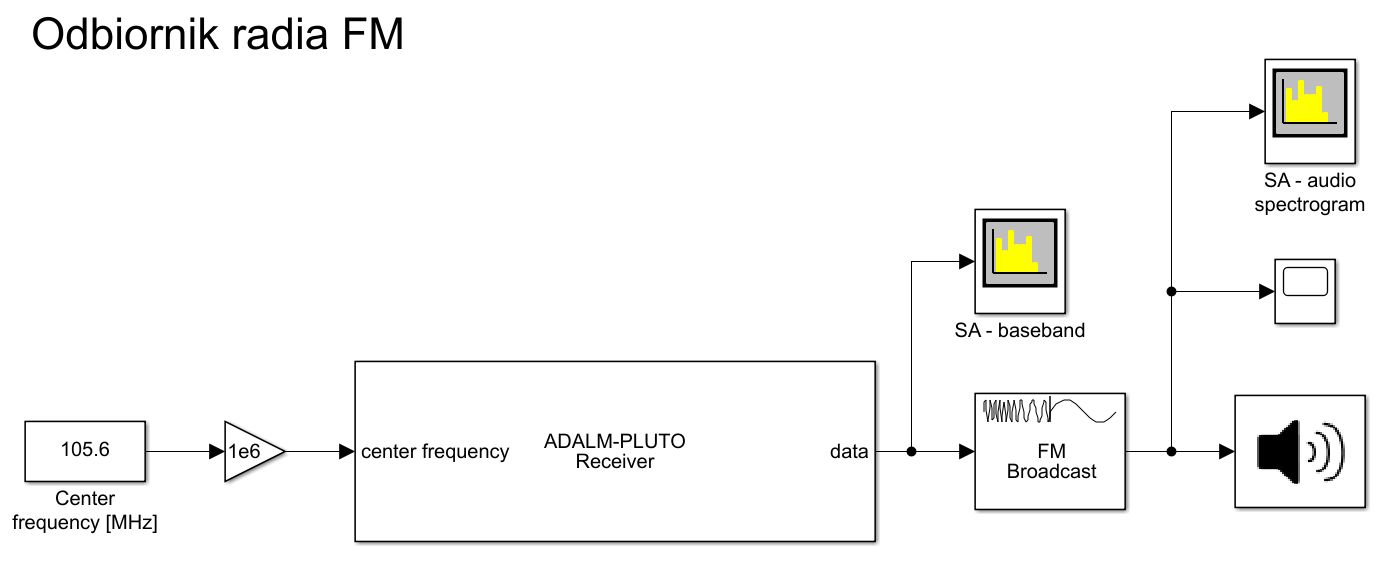 Odbiornik radia FM
SA - audio
spectrogram
SA - baseband
105.6
Center
frequency [MHz]
1e6
center frequency
ADALM-PLUTO
Receiver
data
FM
Broadcast